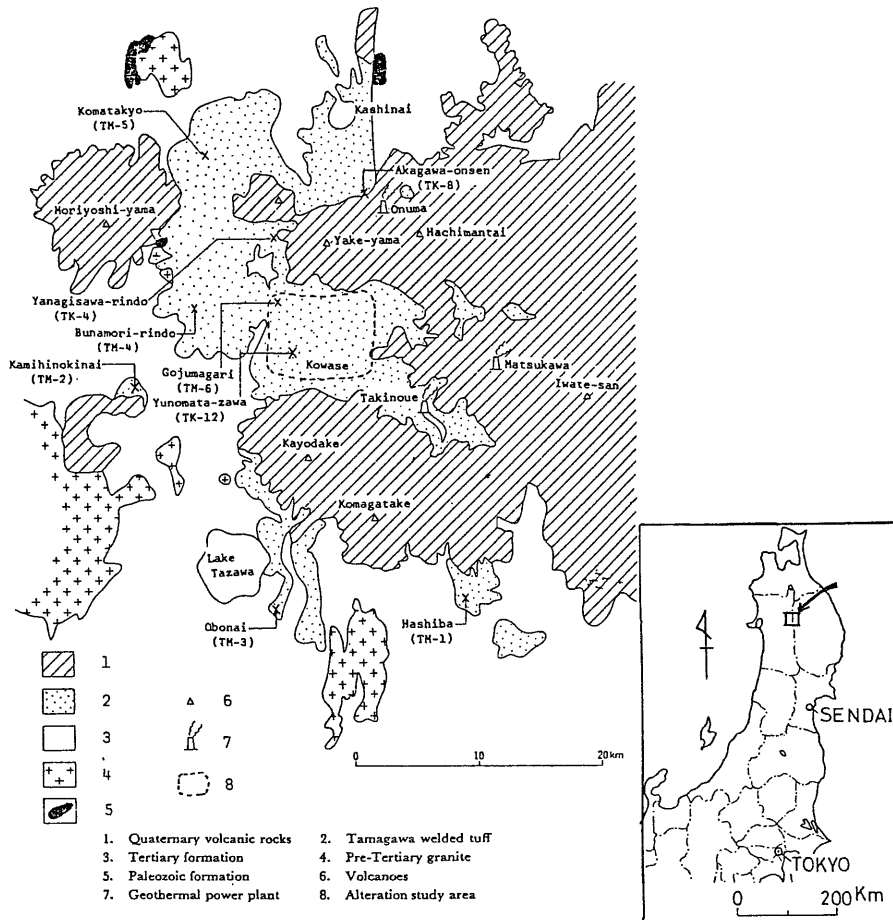 Komatakyo
(TM-5)
Kashinai
Akagawa-onsen
(TK-8)
Onuma
Moriyoshi-yama
Yake-yama
Hachimantai
Yanagisawa-rindo
(TK-4)
Bunamori-rindo
(TM-4)
Kamihinokinai
(TM-2)
Gojumagari
(TM-6)
Yunomata-zawa
(TK-12)
Kowase
Matsukawa
Iwate-san
Takinoue
Kayodake
Komagatake
Lake
Tazawa
Obonai
(TM-3)
Hashiba
(TM-1)
1
2
3
4
5
6
7
8
0 10 20 km
1. Quaternary volcanic rocks 2. Tamagawa welded tuff
3. Tertiary formation 4. Pre-Tertiary granite
5. Paleozoic formation 6. Volcanoes
7. Geothermal power plant 8. Alteration study area
SENDAI
TOKYO
0 200 Km